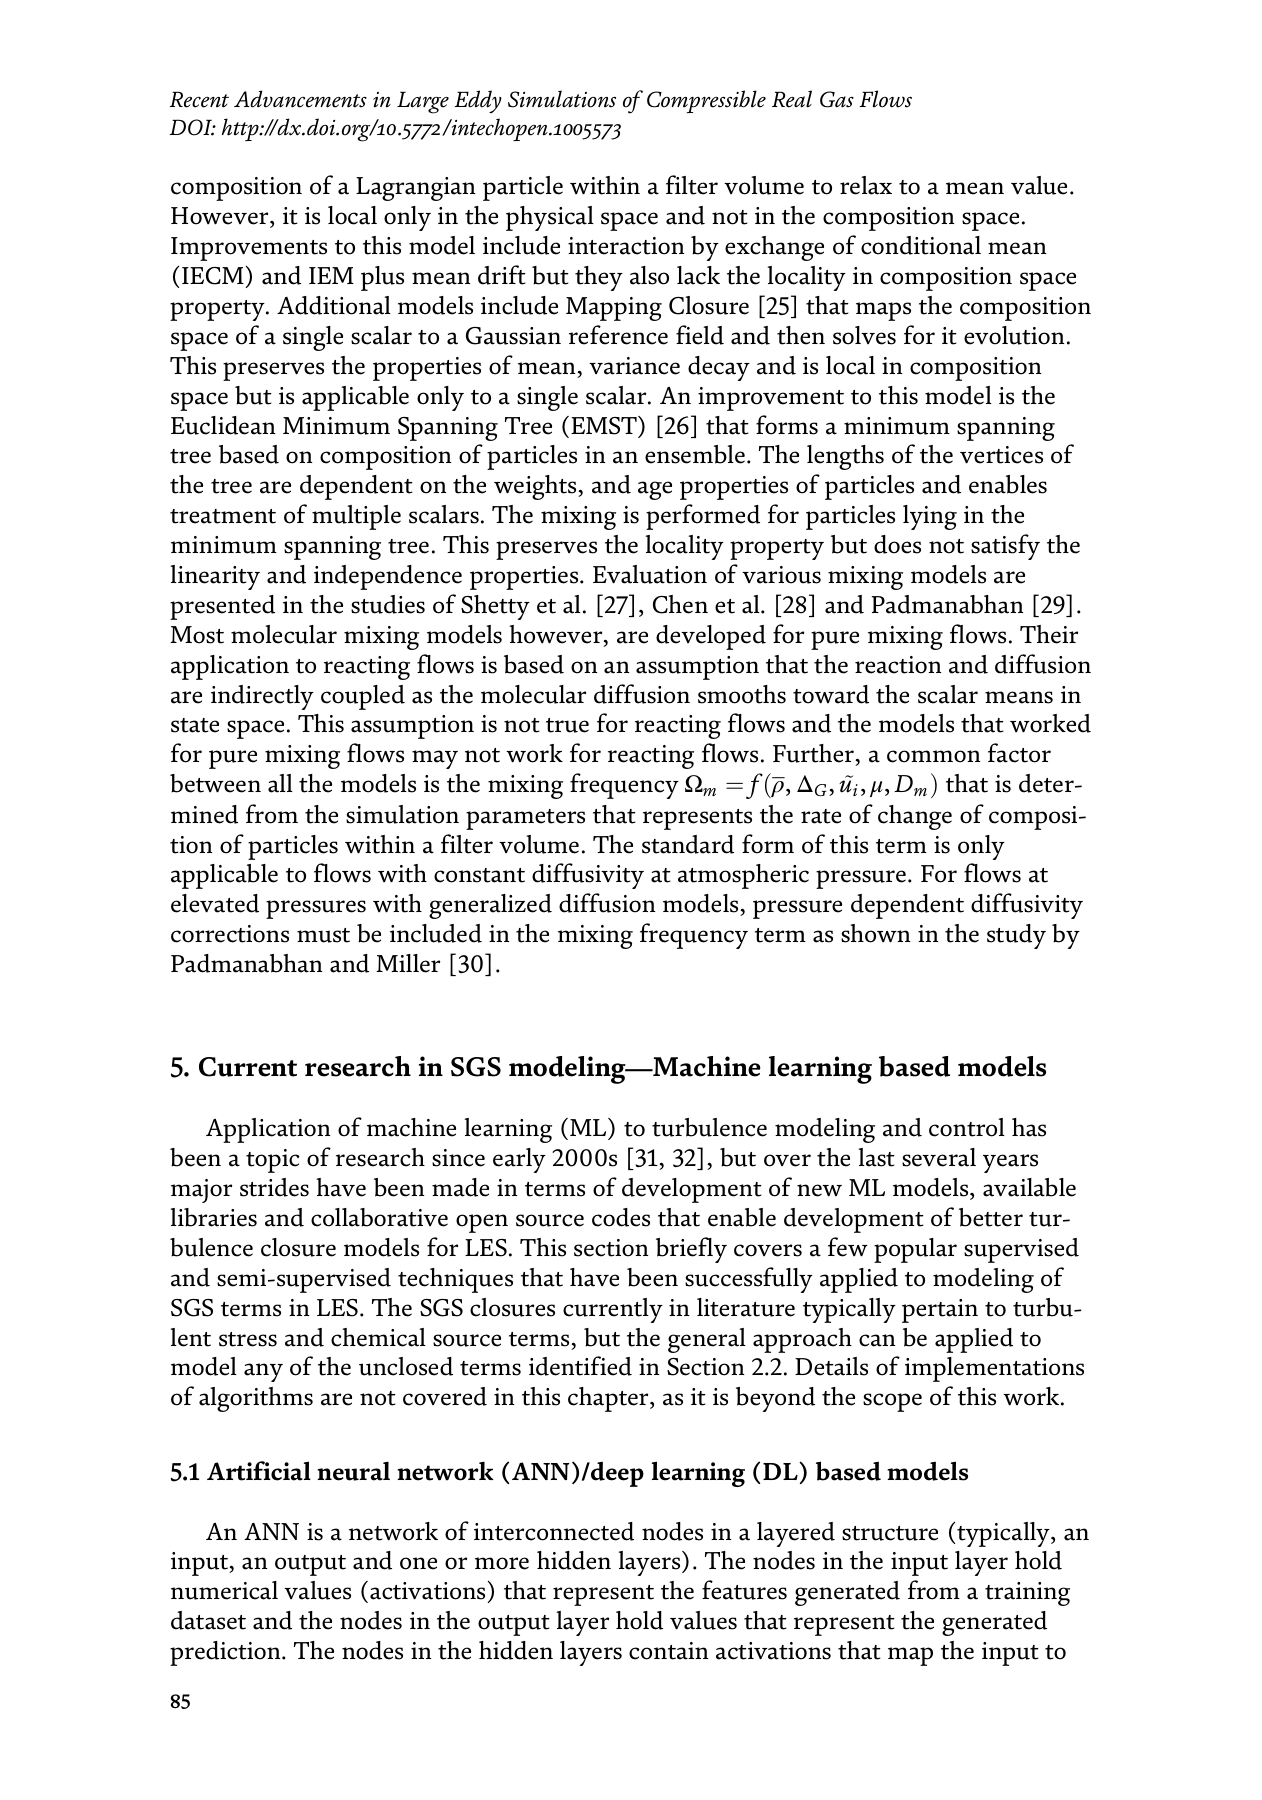 Recent Advancements in Large Eddy Simulations of Compressible Real Gas Flows
DOI: http://dx.doi.org/10.5772/intechopen.1005573
composition of a Lagrangian particle within a filter volume to relax to a mean value.
However, it is local only in the physical space and not in the composition space.
Improvements to this model include interaction by exchange of conditional mean
(IECM) and IEM plus mean drift but they also lack the locality in composition space
property. Additional models include Mapping Closure [25] that maps the composition
space of a single scalar to a Gaussian reference field and then solves for it evolution.
This preserves the properties of mean, variance decay and is local in composition
space but is applicable only to a single scalar. An improvement to this model is the
Euclidean Minimum Spanning Tree (EMST) [26] that forms a minimum spanning
tree based on composition of particles in an ensemble. The lengths of the vertices of
the tree are dependent on the weights, and age properties of particles and enables
treatment of multiple scalars. The mixing is performed for particles lying in the
minimum spanning tree. This preserves the locality property but does not satisfy the
linearity and independence properties. Evaluation of various mixing models are
presented in the studies of Shetty et al. [27], Chen et al. [28] and Padmanabhan [29].
Most molecular mixing models however, are developed for pure mixing flows. Their
application to reacting flows is based on an assumption that the reaction and diffusion
are indirectly coupled as the molecular diffusion smooths toward the scalar means in
state space. This assumption is not true for reacting flows and the models that worked
for pure mixing flows may not work for reacting flows. Further, a common factor
between all the models is the mixing frequency Ω_m = f(ρ̅, Δ_G, ũ_i, μ, D_m) that is deter-
mined from the simulation parameters that represents the rate of change of composi-
tion of particles within a filter volume. The standard form of this term is only
applicable to flows with constant diffusivity at atmospheric pressure. For flows at
elevated pressures with generalized diffusion models, pressure dependent diffusivity
corrections must be included in the mixing frequency term as shown in the study by
Padmanabhan and Miller [30].
5. Current research in SGS modeling—Machine learning based models
Application of machine learning (ML) to turbulence modeling and control has
been a topic of research since early 2000s [31, 32], but over the last several years
major strides have been made in terms of development of new ML models, available
libraries and collaborative open source codes that enable development of better tur-
bulence closure models for LES. This section briefly covers a few popular supervised
and semi-supervised techniques that have been successfully applied to modeling of
SGS terms in LES. The SGS closures currently in literature typically pertain to turbu-
lent stress and chemical source terms, but the general approach can be applied to
model any of the unclosed terms identified in Section 2.2. Details of implementations
of algorithms are not covered in this chapter, as it is beyond the scope of this work.
5.1 Artificial neural network (ANN)/deep learning (DL) based models
An ANN is a network of interconnected nodes in a layered structure (typically, an
input, an output and one or more hidden layers). The nodes in the input layer hold
numerical values (activations) that represent the features generated from a training
dataset and the nodes in the output layer hold values that represent the generated
prediction. The nodes in the hidden layers contain activations that map the input to
85